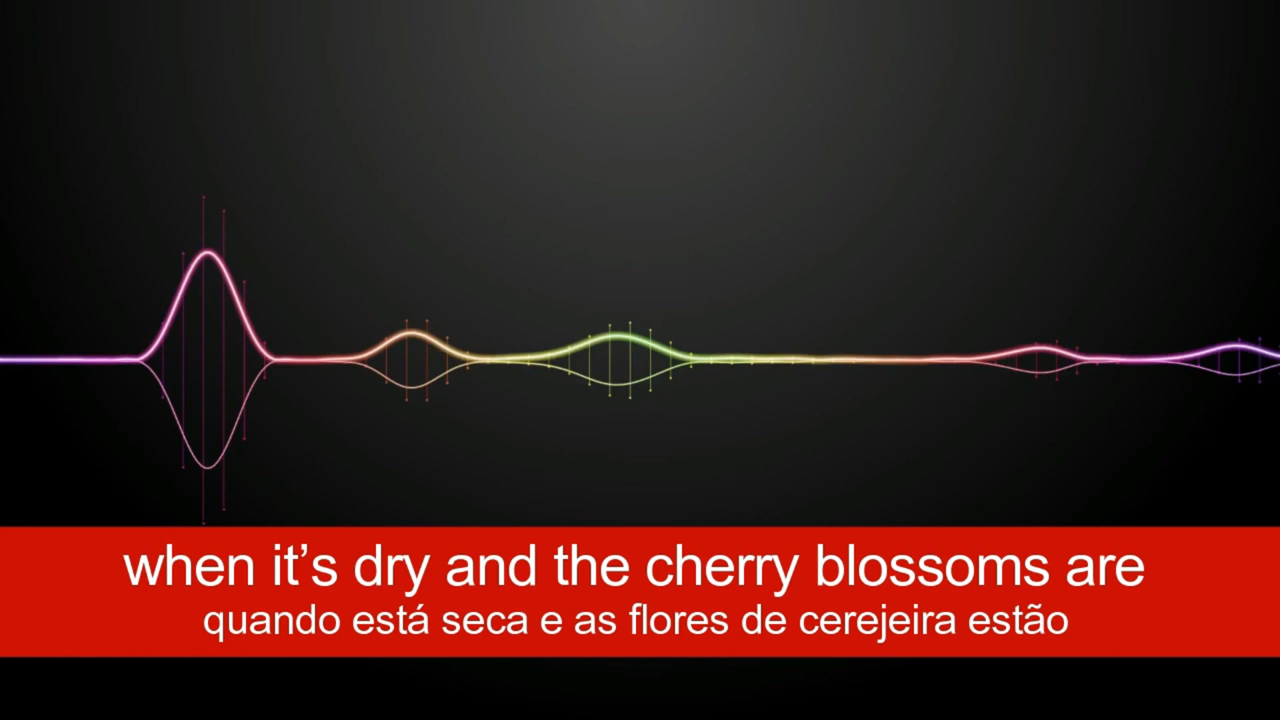 when it’s dry and the cherry blossoms are
quando está seca e as flores de cerejeira estão